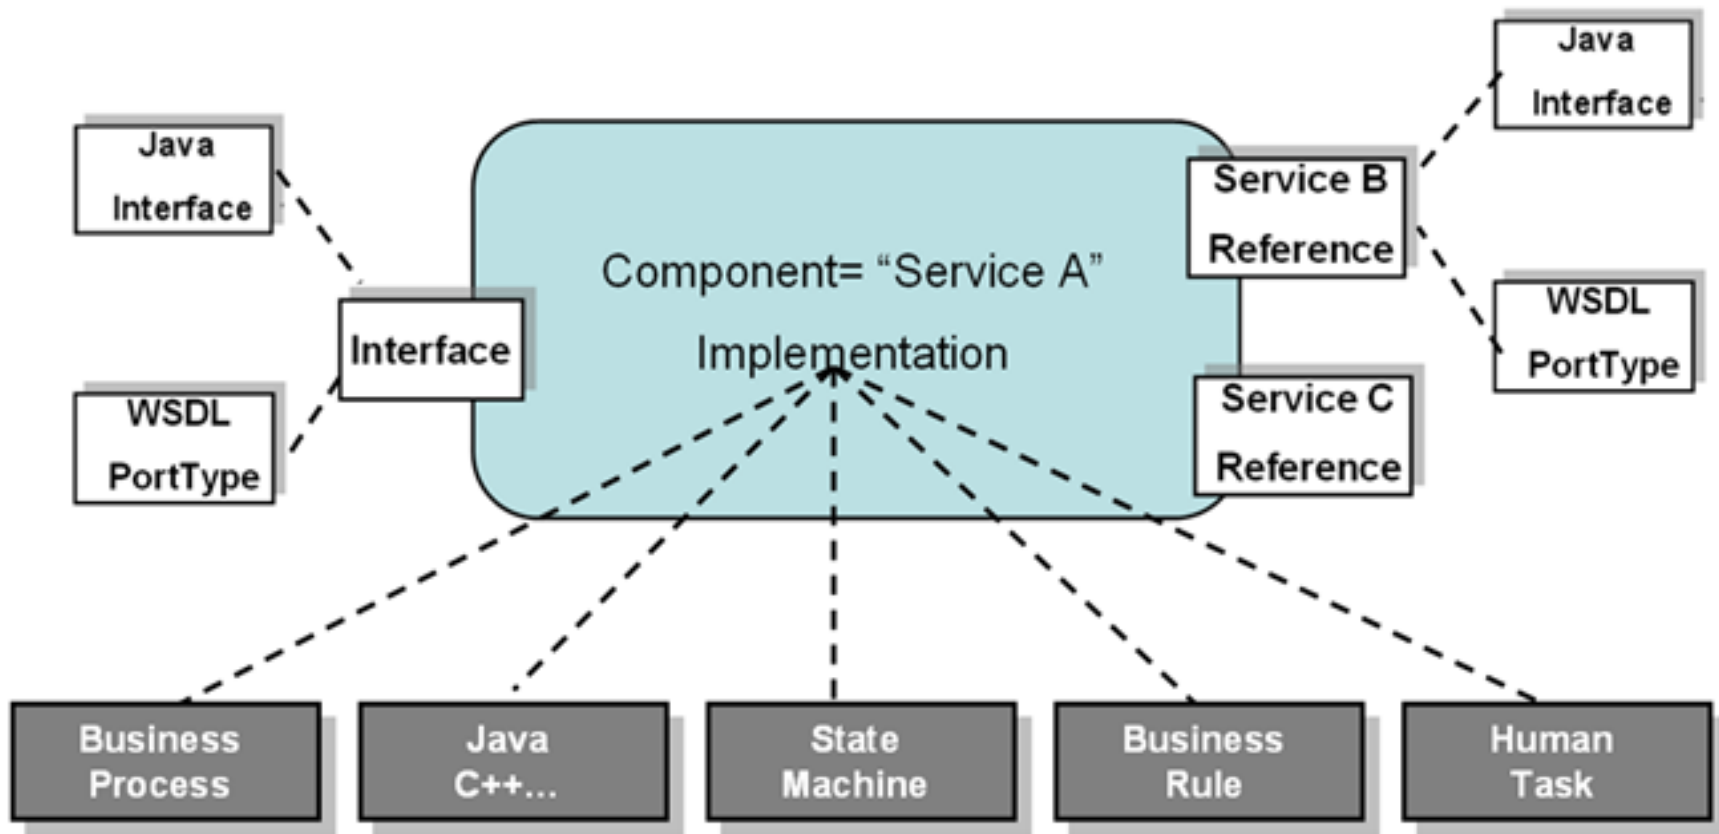 Java
Interface
Java
Interface
Service B
Reference
Component= “Service A”
Implementation
Interface
WSDL
PortType
WSDL
PortType
Service C
Reference
Business
Process
Java
C++...
State
Machine
Business
Rule
Human
Task